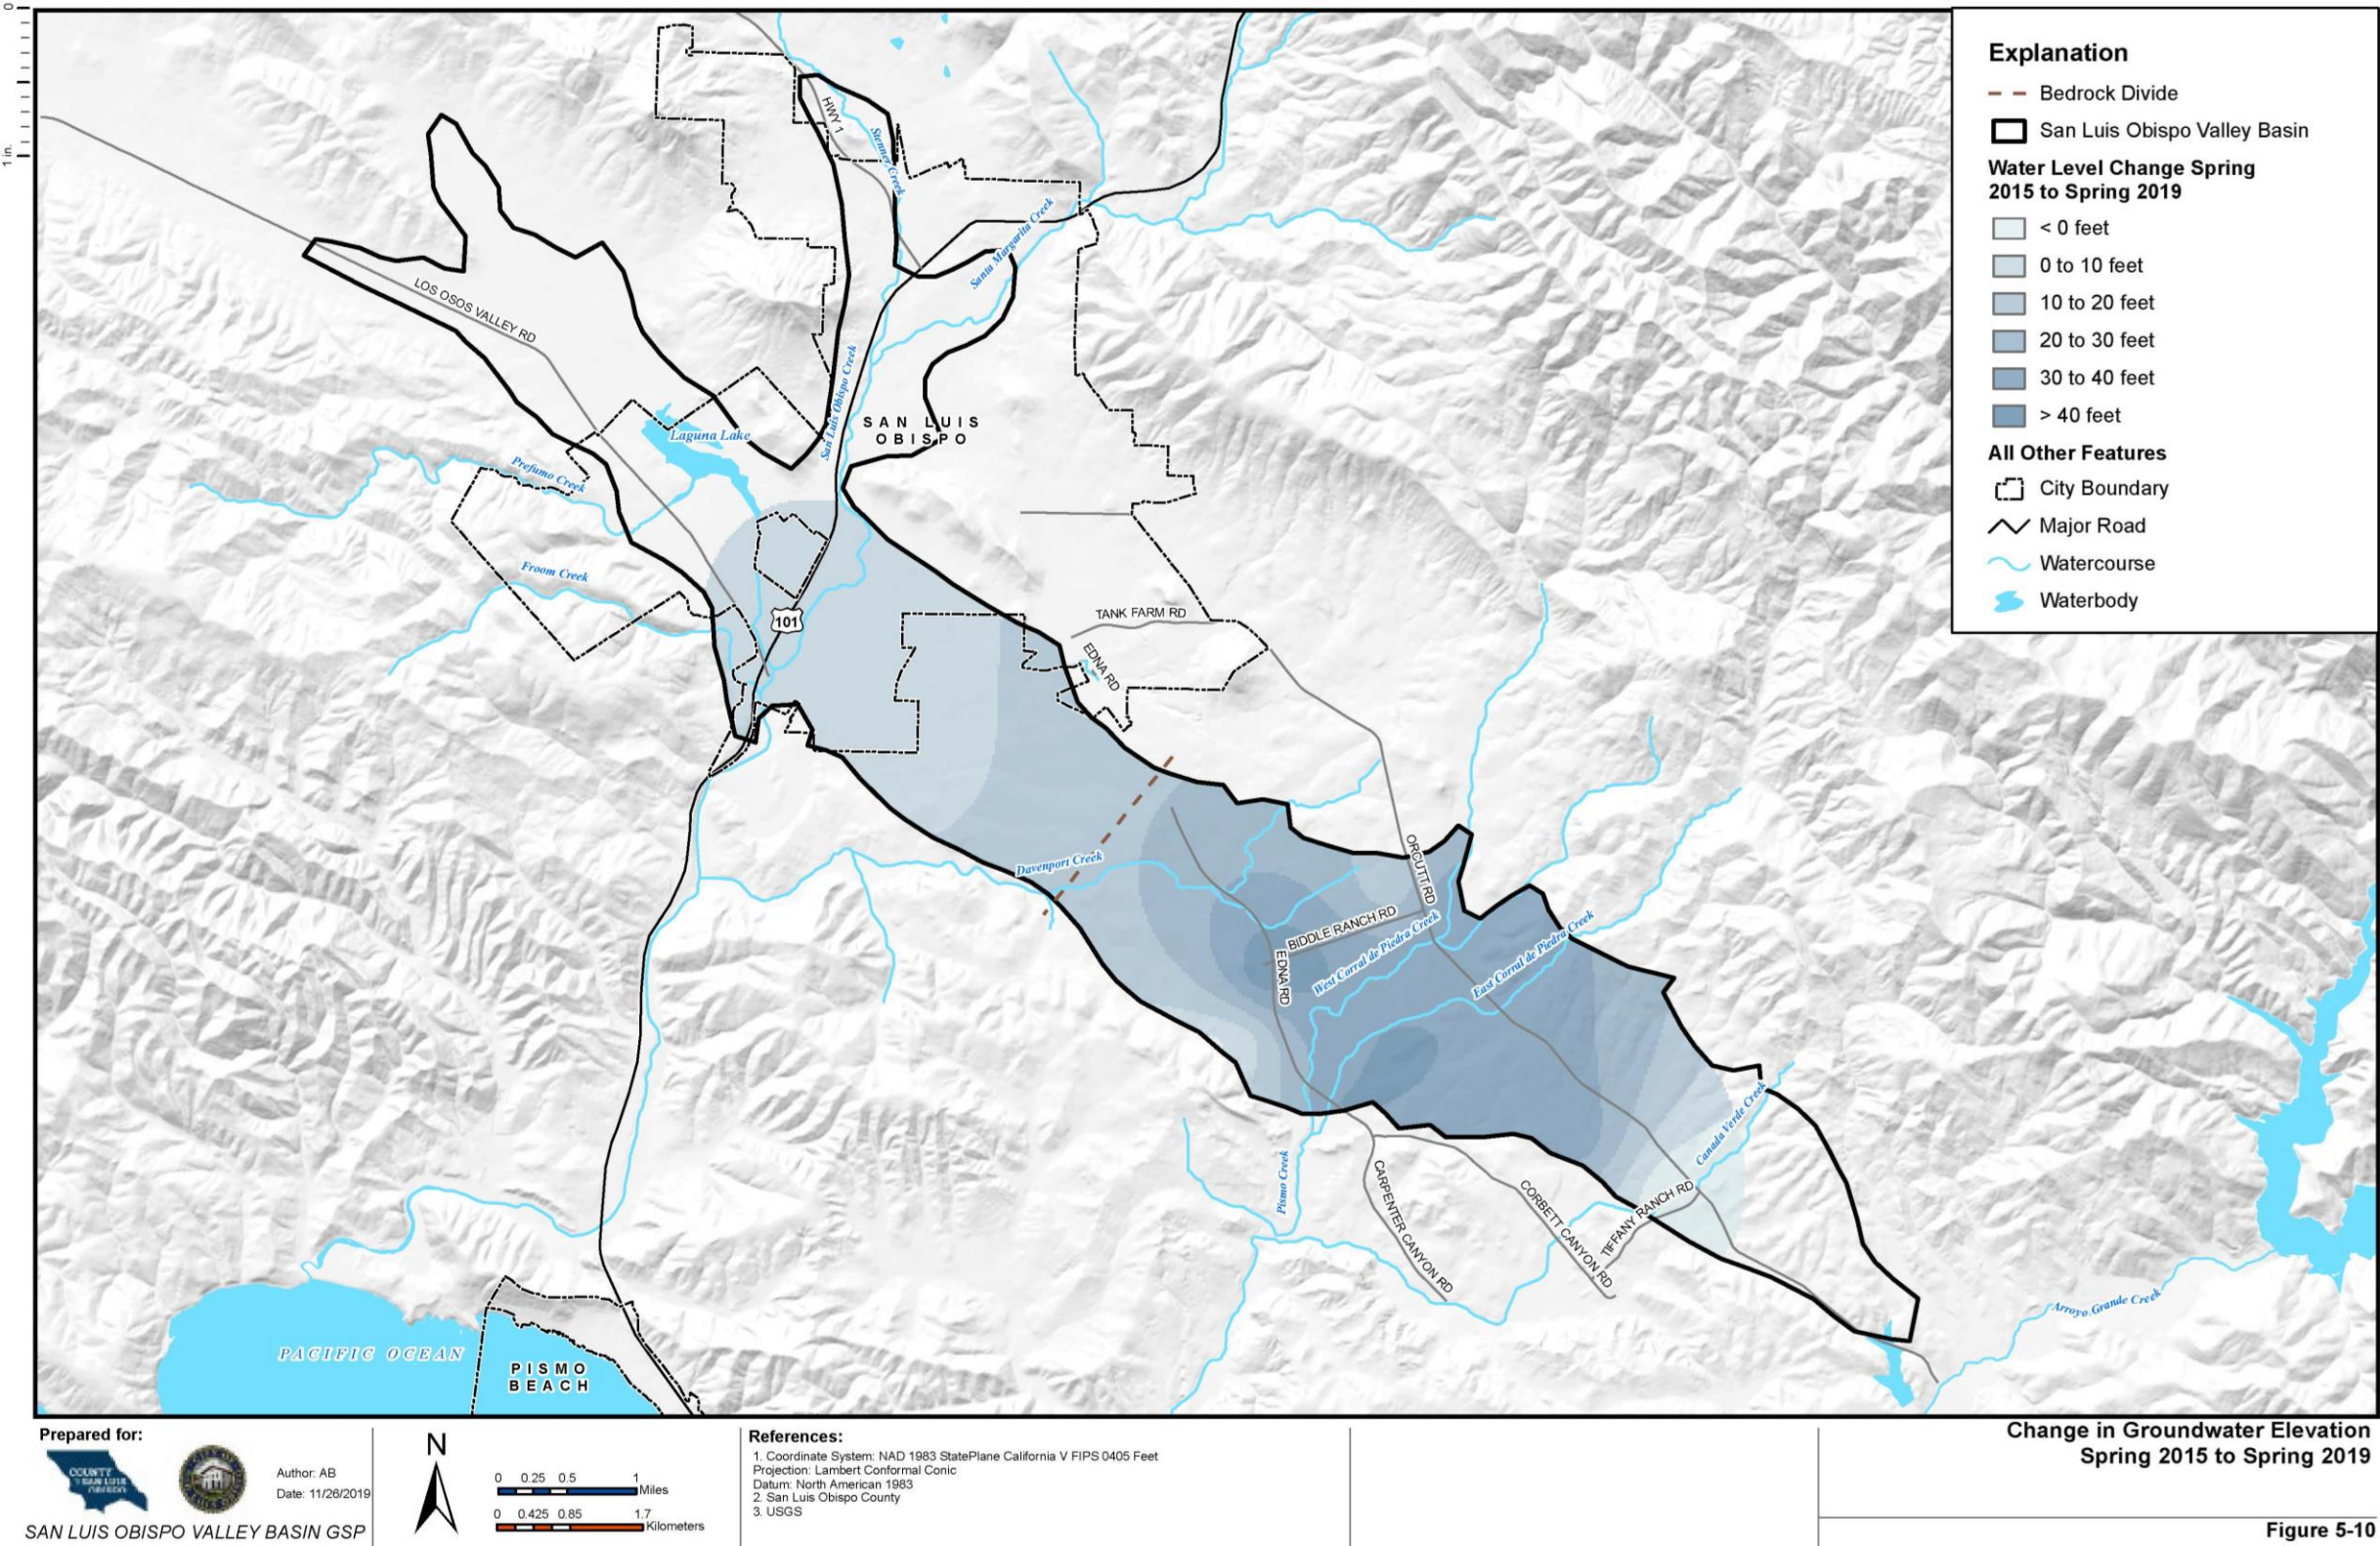 0
1 in.
Explanation
Bedrock Divide
San Luis Obispo Valley Basin
Water Level Change Spring
2015 to Spring 2019
< 0 feet
0 to 10 feet
10 to 20 feet
20 to 30 feet
30 to 40 feet
> 40 feet
All Other Features
City Boundary
Major Road
Watercourse
Waterbody
HWY 1
Stenner Creek
Santa Margarita Creek
LOS OSOS VALLEY RD
San Luis Obispo Creek
SAN LUIS
OBISPO
Laguna Lake
Prefumo Creek
Froom Creek
101
TANK FARM RD
EDNA RD
Davenport Creek
ORCUTT RD
BIDDLE RANCH RD
West Corral de Piedra Creek
East Corral de Piedra Creek
EDNA RD
Canada Verde Creek
Pismo Creek
CARPENTER CANYON RD
CORBETT CANYON RD
TIFFANY RANCH RD
Arroyo Grande Creek
PACIFIC OCEAN
PISMO
BEACH
Prepared for:
COUNTY
Author: AB
Date: 11/26/2019
SAN LUIS OBISPO VALLEY BASIN GSP
N
0 0.25 0.5 1
Miles
0 0.425 0.85 1.7
Kilometers
References:
1. Coordinate System: NAD 1983 StatePlane California V FIPS 0405 Feet
Projection: Lambert Conformal Conic
Datum: North American 1983
2. San Luis Obispo County
3. USGS
Change in Groundwater Elevation
Spring 2015 to Spring 2019
Figure 5-10